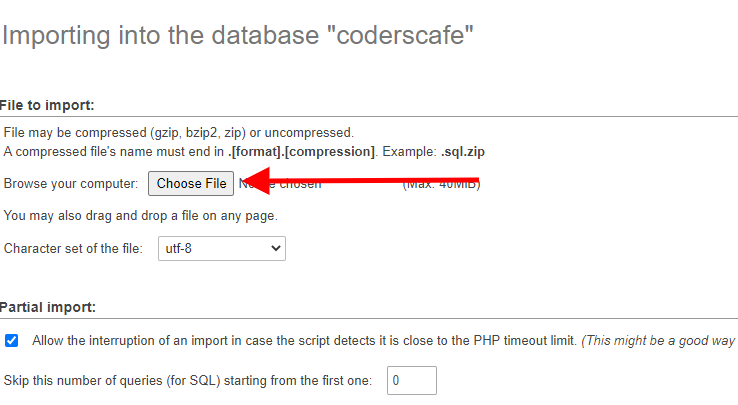 Importing into the database "coderscafe"
File to import:
File may be compressed (gzip, bzip2, zip) or uncompressed.
A compressed file's name must end in .[format].[compression]. Example: .sql.zip
Browse your computer: Choose File No file chosen (Max: 40MiB)
You may also drag and drop a file on any page.
Character set of the file: utf-8
Partial import:
Allow the interruption of an import in case the script detects it is close to the PHP timeout limit. (This might be a good way
Skip this number of queries (for SQL) starting from the first one: 0